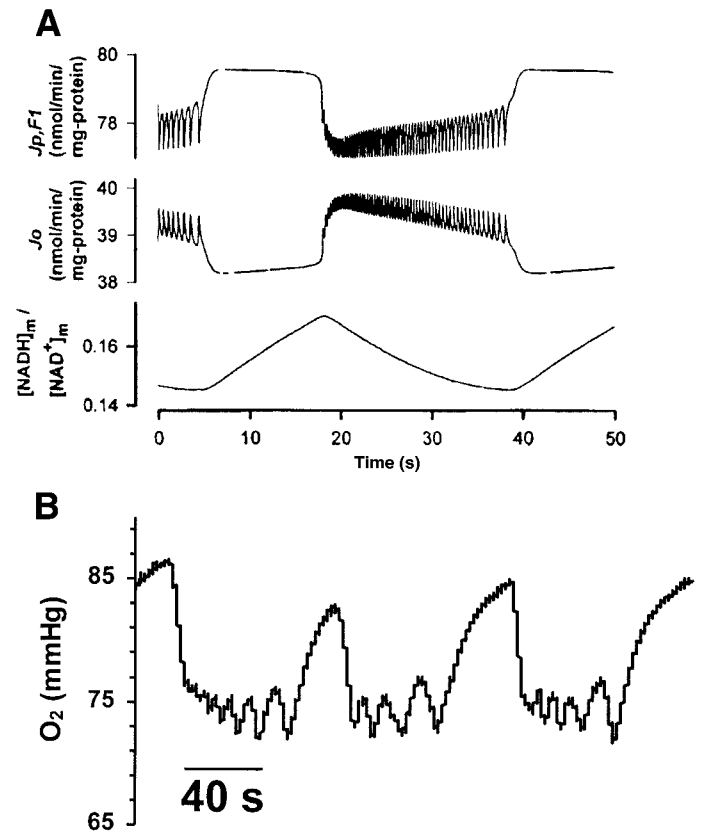 A
80
78
Jp,F1
(nmol/min/
mg-protein)
40
39
38
Jo
(nmol/min/
mg-protein)
0.16
0.14
[NADH]m /
[NAD+]m
0 10 20 30 40 50
Time (s)
B
85
75
65
O2 (mmHg)
40 s